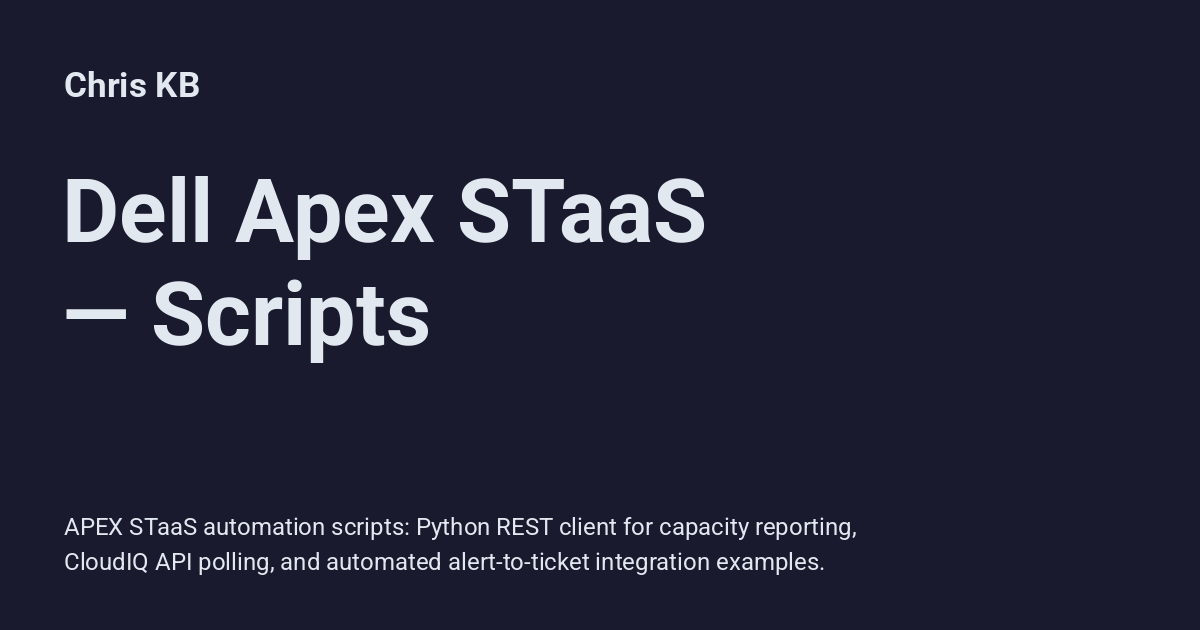 Chris KB
Dell Apex STaaS
— Scripts
APEX STaaS automation scripts: Python REST client for capacity reporting,
CloudIQ API polling, and automated alert-to-ticket integration examples.